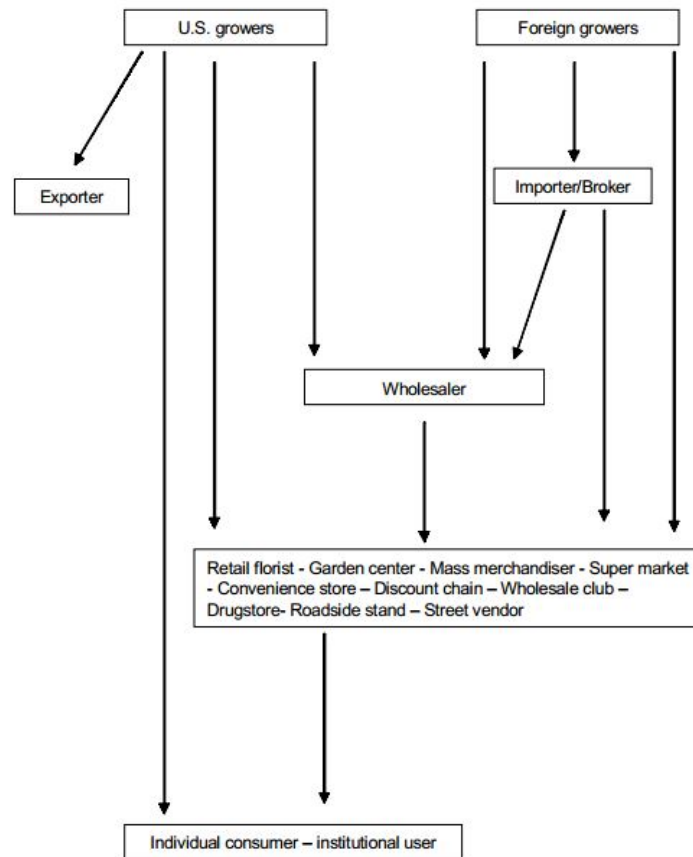 U.S. growers
Foreign growers
Exporter
Importer/Broker
Wholesaler
Retail florist - Garden center - Mass merchandiser - Super market
- Convenience store – Discount chain – Wholesale club –
Drugstore- Roadside stand – Street vendor
Individual consumer – institutional user